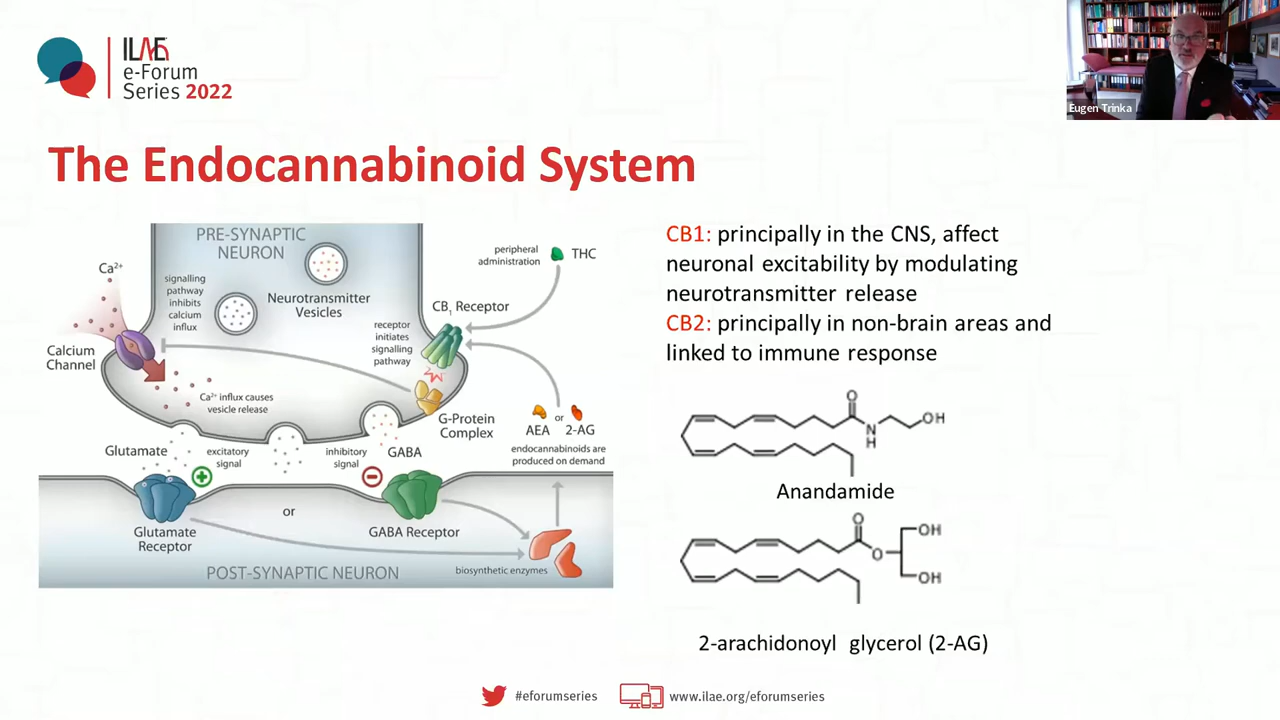 ILAE
e-Forum
Series 2022
Eugen Trinka
The Endocannabinoid System
PRE-SYNAPTIC
NEURON
Ca²⁺
signalling
pathway
inhibits
calcium
influx
Neurotransmitter
Vesicles
peripheral
administration
THC
CB₁ Receptor
receptor
initiates
signalling
pathway
Calcium
Channel
Ca²⁺ influx causes
vesicle release
G-Protein
Complex
AEA
or
2-AG
endocannabinoids are
produced on demand
Glutamate
excitatory
signal
inhibitory
signal
GABA
or
Glutamate
Receptor
GABA Receptor
biosynthetic enzymes
POST-SYNAPTIC NEURON
CB1: principally in the CNS, affect
neuronal excitability by modulating
neurotransmitter release
CB2: principally in non-brain areas and
linked to immune response
O
N
H
OH
Anandamide
O
O
OH
OH
2-arachidonoyl glycerol (2-AG)
#eforumseries
www.ilae.org/eforumseries